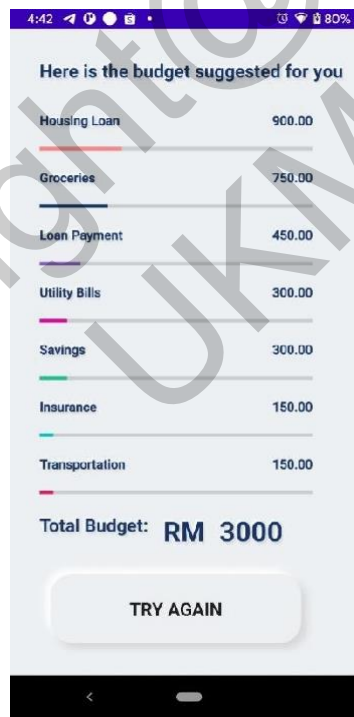 4:42 80%
Here is the budget suggested for you
Housing Loan 900.00
Groceries 750.00
Loan Payment 450.00
Utility Bills 300.00
Savings 300.00
Insurance 150.00
Transportation 150.00
Total Budget: RM 3000
TRY AGAIN